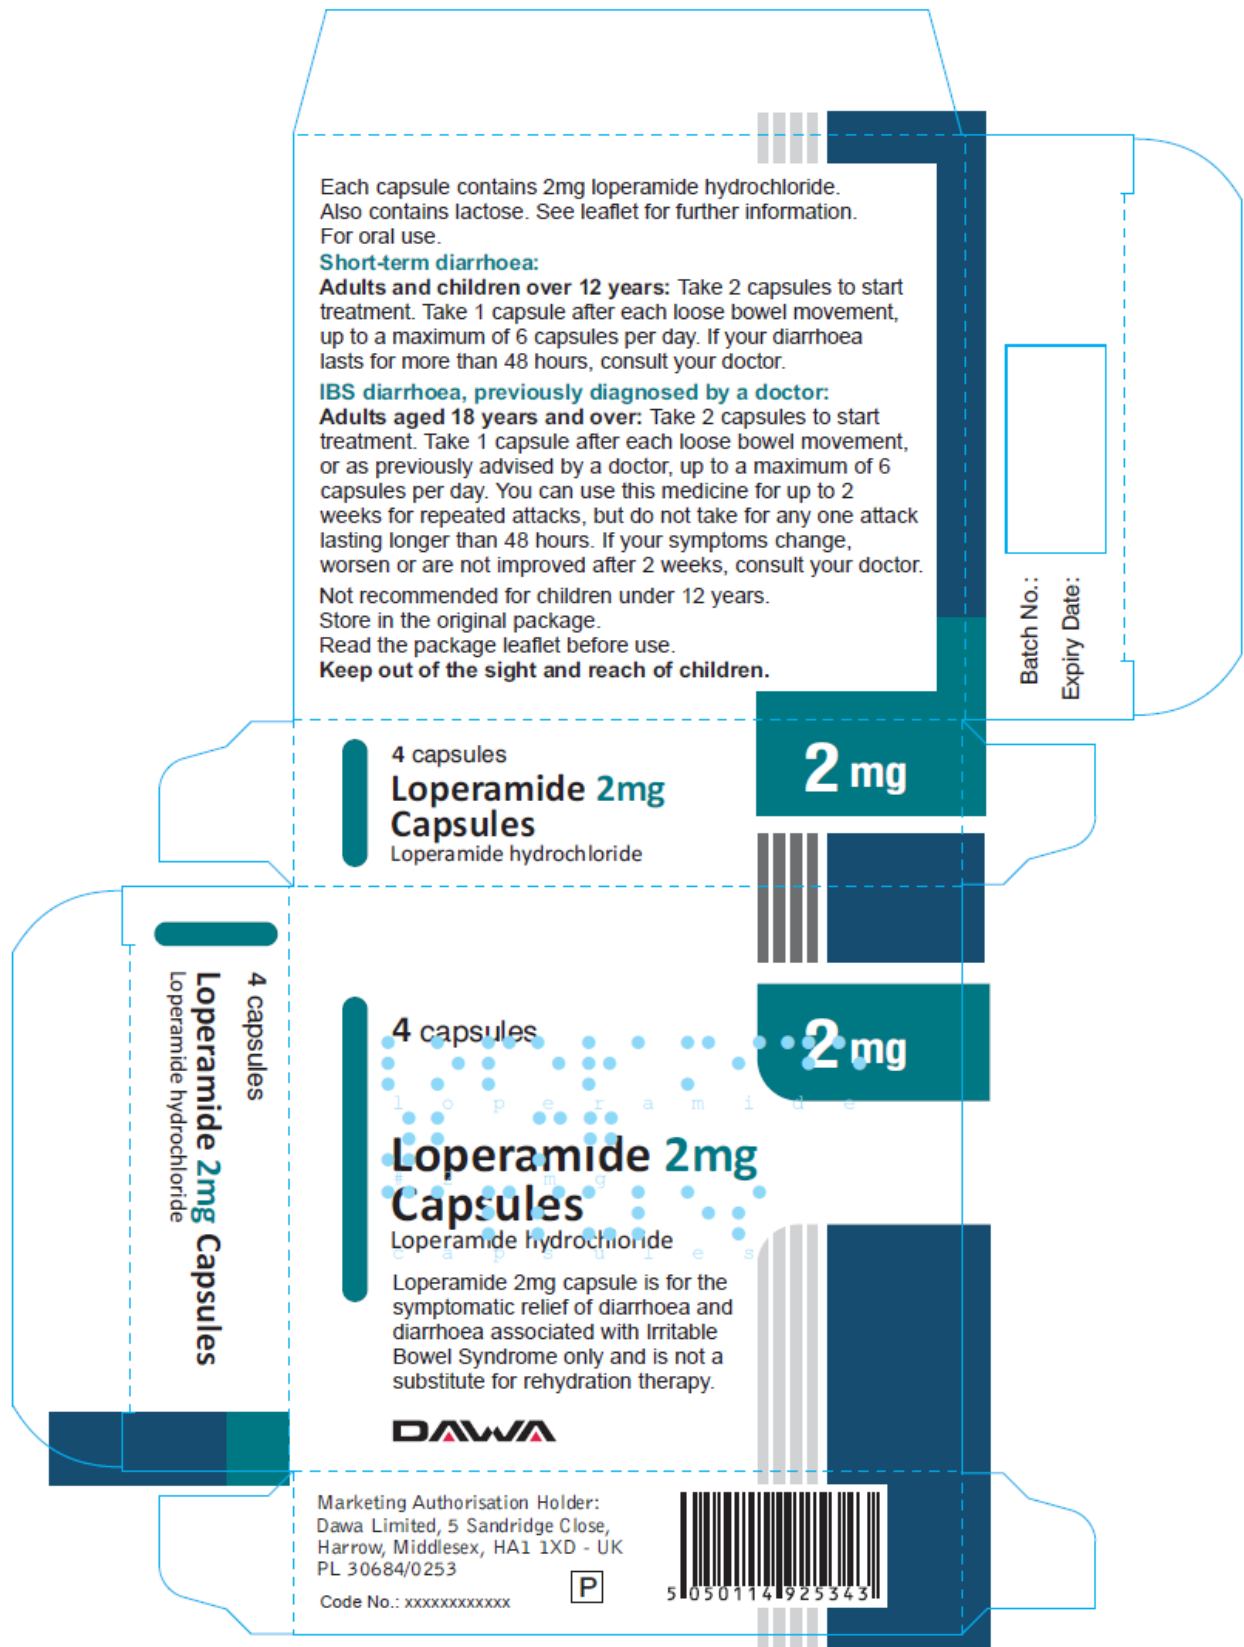 Each capsule contains 2mg loperamide hydrochloride.
Also contains lactose. See leaflet for further information.
For oral use.
Short-term diarrhoea:
Adults and children over 12 years: Take 2 capsules to start
treatment. Take 1 capsule after each loose bowel movement,
up to a maximum of 6 capsules per day. If your diarrhoea
lasts for more than 48 hours, consult your doctor.
IBS diarrhoea, previously diagnosed by a doctor:
Adults aged 18 years and over: Take 2 capsules to start
treatment. Take 1 capsule after each loose bowel movement,
or as previously advised by a doctor, up to a maximum of 6
capsules per day. You can use this medicine for up to 2
weeks for repeated attacks, but do not take for any one attack
lasting longer than 48 hours. If your symptoms change,
worsen or are not improved after 2 weeks, consult your doctor.
Not recommended for children under 12 years.
Store in the original package.
Read the package leaflet before use.
Keep out of the sight and reach of children.
Batch No.:
Expiry Date:
4 capsules
Loperamide 2mg
Capsules
Loperamide hydrochloride
2 mg
4 capsules
Loperamide 2mg Capsules
Loperamide hydrochloride
4 capsules
2 mg
loperamide
Loperamide 2mg
#2 mg
Capsules
Loperamide hydrochloride
capsules
Loperamide 2mg capsule is for the
symptomatic relief of diarrhoea and
diarrhoea associated with Irritable
Bowel Syndrome only and is not a
substitute for rehydration therapy.
DAWA
Marketing Authorisation Holder:
Dawa Limited, 5 Sandridge Close,
Harrow, Middlesex, HA1 1XD - UK
PL 30684/0253
P
Code No.: xxxxxxxxxxxx
5 050114 925343